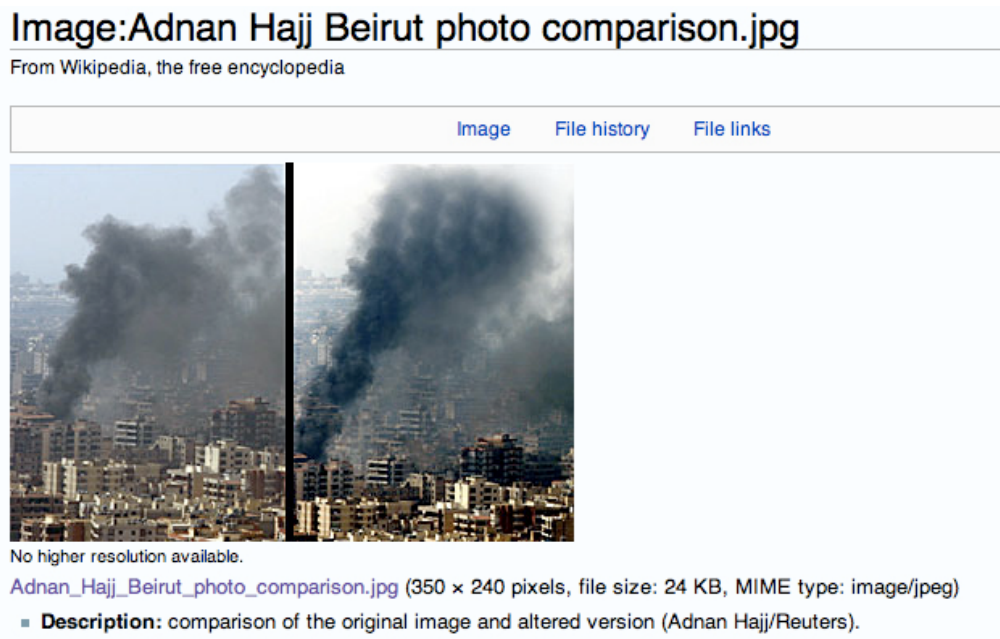 Image:Adnan Hajj Beirut photo comparison.jpg
From Wikipedia, the free encyclopedia
Image File history File links
No higher resolution available.
Adnan_Hajj_Beirut_photo_comparison.jpg (350 × 240 pixels, file size: 24 KB, MIME type: image/jpeg)
Description: comparison of the original image and altered version (Adnan Hajj/Reuters).